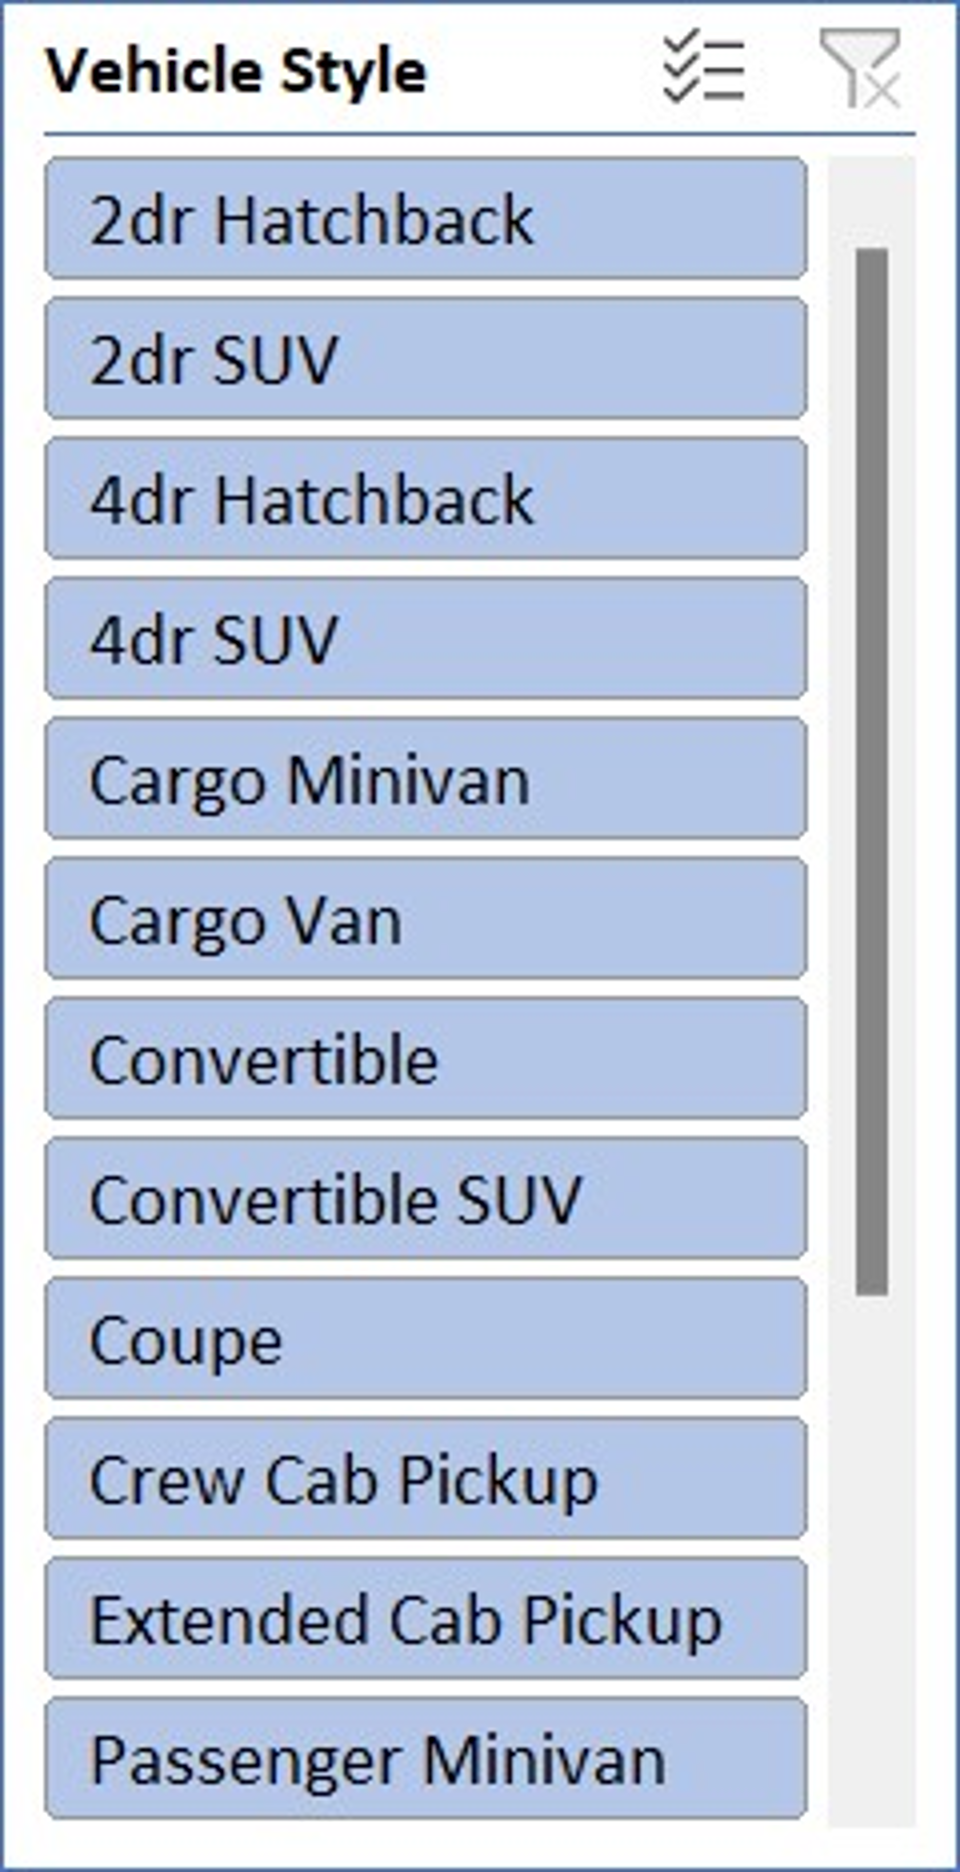 Vehicle Style
2dr Hatchback
2dr SUV
4dr Hatchback
4dr SUV
Cargo Minivan
Cargo Van
Convertible
Convertible SUV
Coupe
Crew Cab Pickup
Extended Cab Pickup
Passenger Minivan